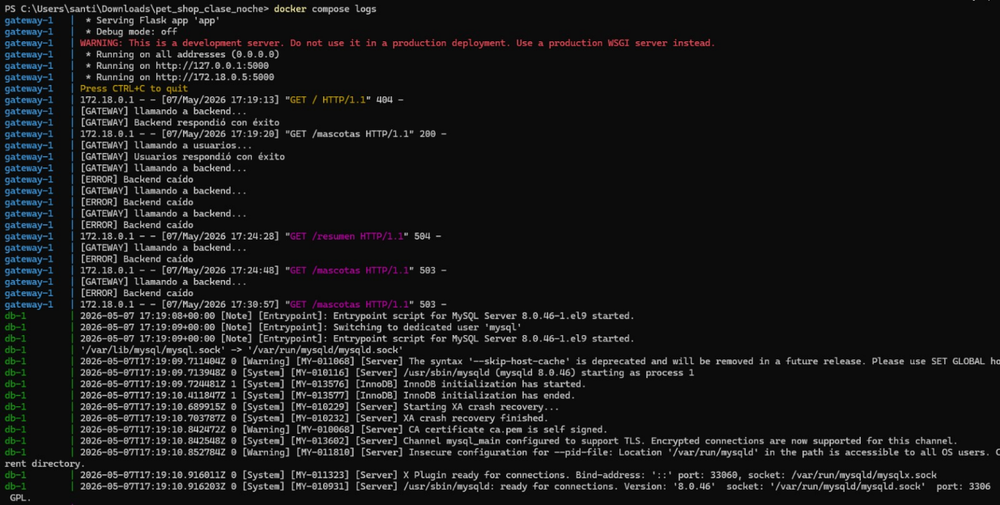 PS C:\Users\santi\Downloads\pet_shop_clase_noche> docker compose logs
gateway-1 | * Serving Flask app 'app'
gateway-1 | * Debug mode: off
gateway-1 | WARNING: This is a development server. Do not use it in a production deployment. Use a production WSGI server instead.
gateway-1 | * Running on all addresses (0.0.0.0)
gateway-1 | * Running on http://127.0.0.1:5000
gateway-1 | * Running on http://172.18.0.5:5000
gateway-1 | Press CTRL+C to quit
gateway-1 | 172.18.0.1 - - [07/May/2026 17:19:13] "GET / HTTP/1.1" 404 -
gateway-1 | [GATEWAY] llamando a backend...
gateway-1 | [GATEWAY] Backend respondió con éxito
gateway-1 | 172.18.0.1 - - [07/May/2026 17:19:20] "GET /mascotas HTTP/1.1" 200 -
gateway-1 | [GATEWAY] llamando a usuarios...
gateway-1 | [GATEWAY] Usuarios respondió con éxito
gateway-1 | [GATEWAY] llamando a backend...
gateway-1 | [ERROR] Backend caído
gateway-1 | [GATEWAY] llamando a backend...
gateway-1 | [ERROR] Backend caído
gateway-1 | [GATEWAY] llamando a backend...
gateway-1 | [ERROR] Backend caído
gateway-1 | 172.18.0.1 - - [07/May/2026 17:24:28] "GET /resumen HTTP/1.1" 504 -
gateway-1 | [GATEWAY] llamando a backend...
gateway-1 | [ERROR] Backend caído
gateway-1 | 172.18.0.1 - - [07/May/2026 17:24:48] "GET /mascotas HTTP/1.1" 503 -
gateway-1 | [GATEWAY] llamando a backend...
gateway-1 | [ERROR] Backend caído
gateway-1 | 172.18.0.1 - - [07/May/2026 17:30:57] "GET /mascotas HTTP/1.1" 503 -
db-1 | 2026-05-07 17:19:08+00:00 [Note] [Entrypoint]: Entrypoint script for MySQL Server 8.0.46-1.el9 started.
db-1 | 2026-05-07 17:19:09+00:00 [Note] [Entrypoint]: Switching to dedicated user 'mysql'
db-1 | 2026-05-07 17:19:09+00:00 [Note] [Entrypoint]: Entrypoint script for MySQL Server 8.0.46-1.el9 started.
db-1 | '/var/lib/mysql/mysql.sock' -> '/var/run/mysqld/mysqld.sock'
db-1 | 2026-05-07T17:19:09.711404Z 0 [Warning] [MY-011068] [Server] The syntax '--skip-host-cache' is deprecated and will be removed in a future release. Please use SET GLOBAL ho
db-1 | 2026-05-07T17:19:09.713948Z 0 [System] [MY-010116] [Server] /usr/sbin/mysqld (mysqld 8.0.46) starting as process 1
db-1 | 2026-05-07T17:19:09.724481Z 1 [System] [MY-013576] [InnoDB] InnoDB initialization has started.
db-1 | 2026-05-07T17:19:10.411847Z 1 [System] [MY-013577] [InnoDB] InnoDB initialization has ended.
db-1 | 2026-05-07T17:19:10.689915Z 0 [System] [MY-010229] [Server] Starting XA crash recovery...
db-1 | 2026-05-07T17:19:10.703787Z 0 [System] [MY-010232] [Server] XA crash recovery finished.
db-1 | 2026-05-07T17:19:10.842472Z 0 [Warning] [MY-010068] [Server] CA certificate ca.pem is self signed.
db-1 | 2026-05-07T17:19:10.842548Z 0 [System] [MY-013602] [Server] Channel mysql_main configured to support TLS. Encrypted connections are now supported for this channel.
db-1 | 2026-05-07T17:19:10.852784Z 0 [Warning] [MY-011810] [Server] Insecure configuration for --pid-file: Location '/var/run/mysqld' in the path is accessible to all OS users. C
rent directory.
db-1 | 2026-05-07T17:19:10.916011Z 0 [System] [MY-011323] [Server] X Plugin ready for connections. Bind-address: '::' port: 33060, socket: /var/run/mysqld/mysqlx.sock
db-1 | 2026-05-07T17:19:10.916203Z 0 [System] [MY-010931] [Server] /usr/sbin/mysqld: ready for connections. Version: '8.0.46'  socket: '/var/run/mysqld/mysqld.sock'  port: 3306
GPL.